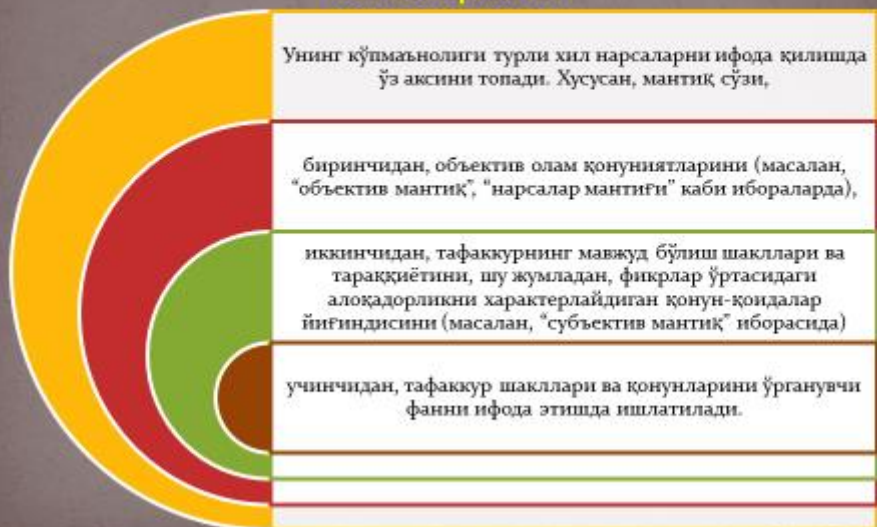 Унинг кўпмаънолиги турли хил нарсаларни ифода қилишда
ўз аксини топади. Хусусан, мантиқ сўзи,
биринчидан, объектив олам қонуниятларини (масалан,
“объектив мантиқ”, “нарсалар мантиғи” каби ибораларда),
иккинчидан, тафаккурнинг мавжуд бўлиш шакллари ва
тараққиётини, шу жумладан, фикрлар ўртасидаги
алоқадорликни характерлайдиган қонун-қоидалар
йиғиндисини (масалан, “субъектив мантиқ” иборасида)
учинчидан, тафаккур шакллари ва қонунларини ўрганувчи
фанни ифода этишда ишлатилади.